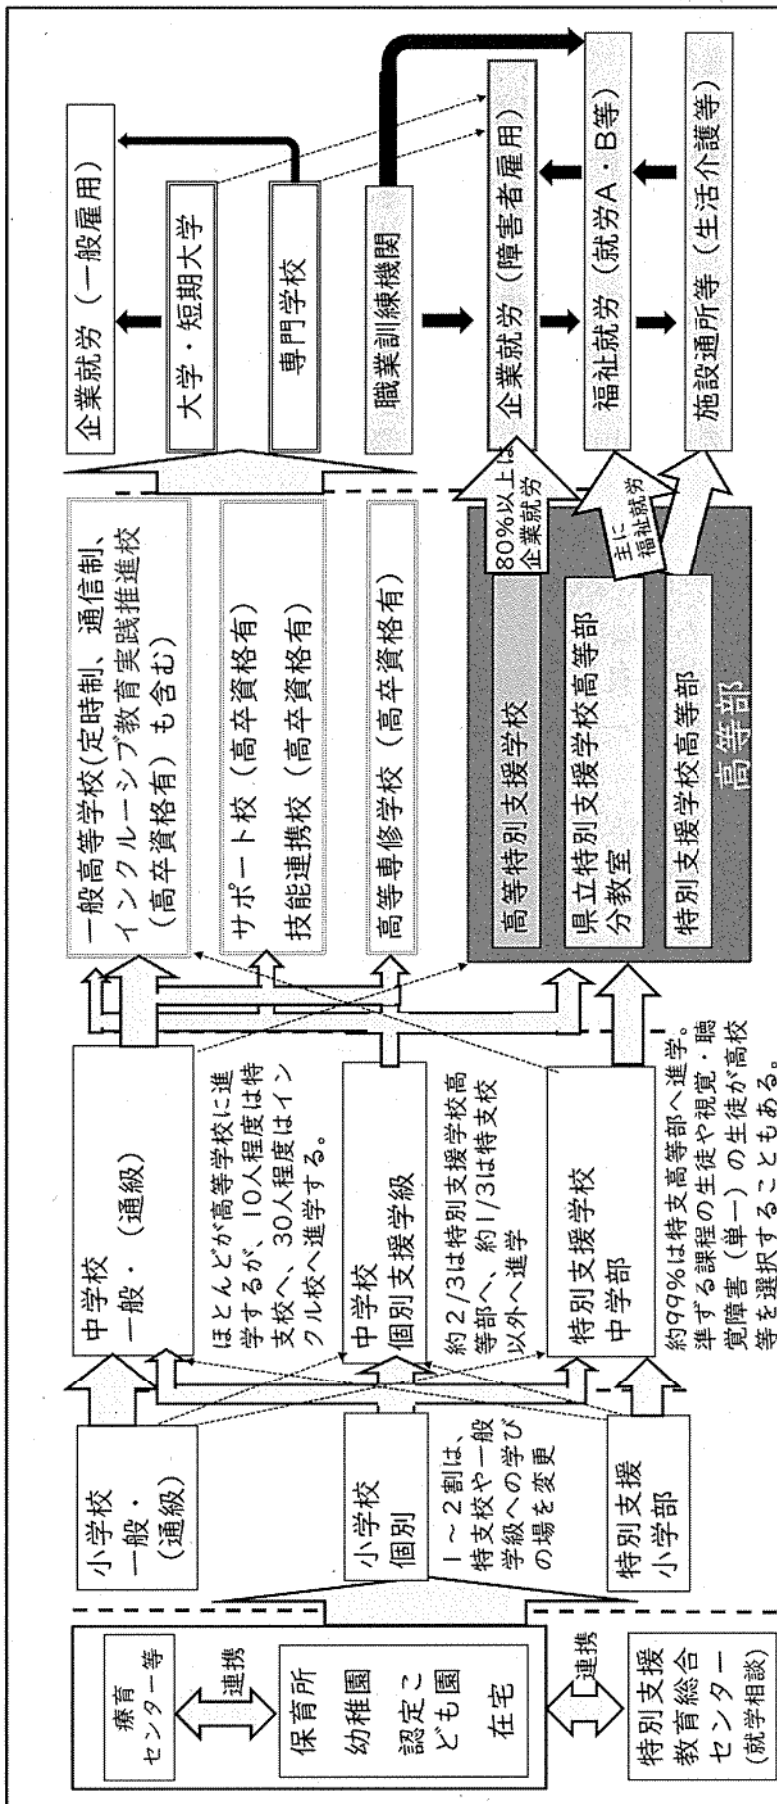 療育
センター等
連携
保育所
幼稚園
認定こ
ども園
在宅
連携
特別支援
教育総合
センター
(就学相談)
小学校
一般・
(通級)
小学校
個別
1～2割は、
特支校や一般
学級への学び
の場を変更
特別支援
小学部
中学校
一般・(通級)
ほとんどが高等学校に進
学するが、10人程度は特
支校へ、30人程度はイン
クル校へ進学する。
中学校
個別支援学級
約2/3は特別支援学校高
等部へ、約1/3は特支校
以外へ進学
特別支援学校
中学部
約99%は特支高等部へ進学。
準ずる課程の生徒や視覚・聴
覚障害(単一)の生徒が高校
等を選択することもある。
一般高等学校(定時制、通信制、
インクルーシブ教育実践推進校
(高卒資格有)も含む)
サポート校(高卒資格有)
技能連携校(高卒資格有)
高等専修学校(高卒資格有)
高等特別支援学校
県立特別支援学校高等部
分教室
特別支援学校高等部
高等部
80%以上は
企業就労
主に
福祉就労
企業就労(一般雇用)
大学・短期大学
専門学校
職業訓練機関
企業就労(障害者雇用)
福祉就労(就労A・B等)
施設通所等(生活介護等)